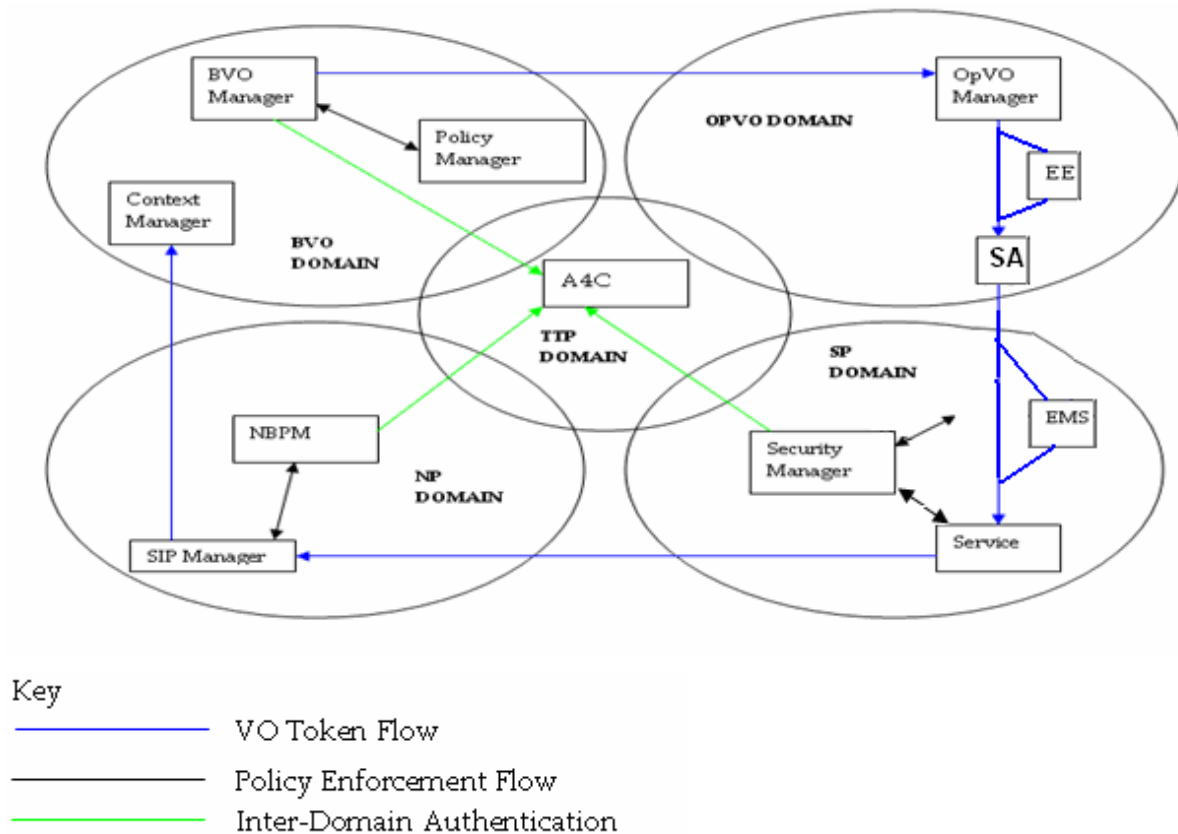 BVO
Manager
Policy
Manager
Context
Manager
BVO
DOMAIN
OpVO
Manager
OPVO DOMAIN
EE
SA
A4C
TTP
DOMAIN
NBPM
NP
DOMAIN
SIP Manager
SP
DOMAIN
EMS
Security
Manager
Service
Key
VO Token Flow
Policy Enforcement Flow
Inter-Domain Authentication